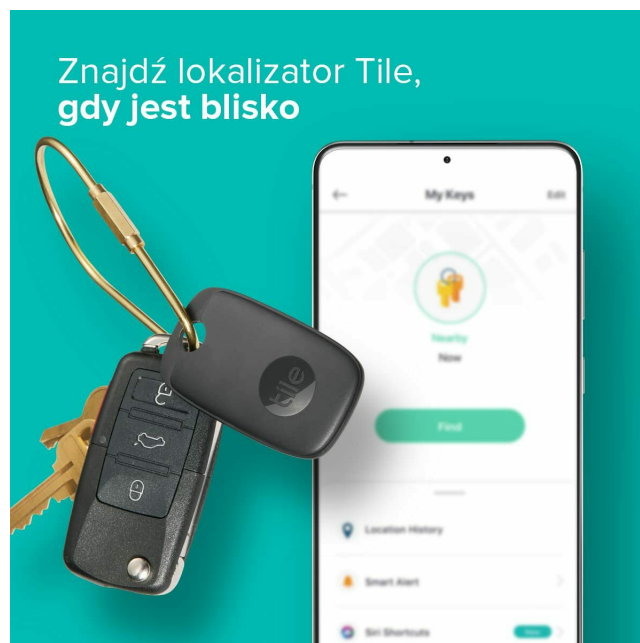 Znajdź lokalizator Tile,
gdy jest blisko
My Keys
Edit
Nearby
Now
tile
Find
Location History
Smart Alert
Siri Shortcuts